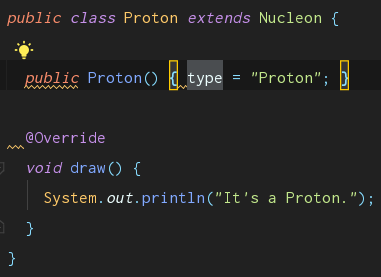 public class Proton extends Nucleon {
public Proton() { type = "Proton"; }
@Override
void draw() {
System.out.println("It's a Proton.");
}
}